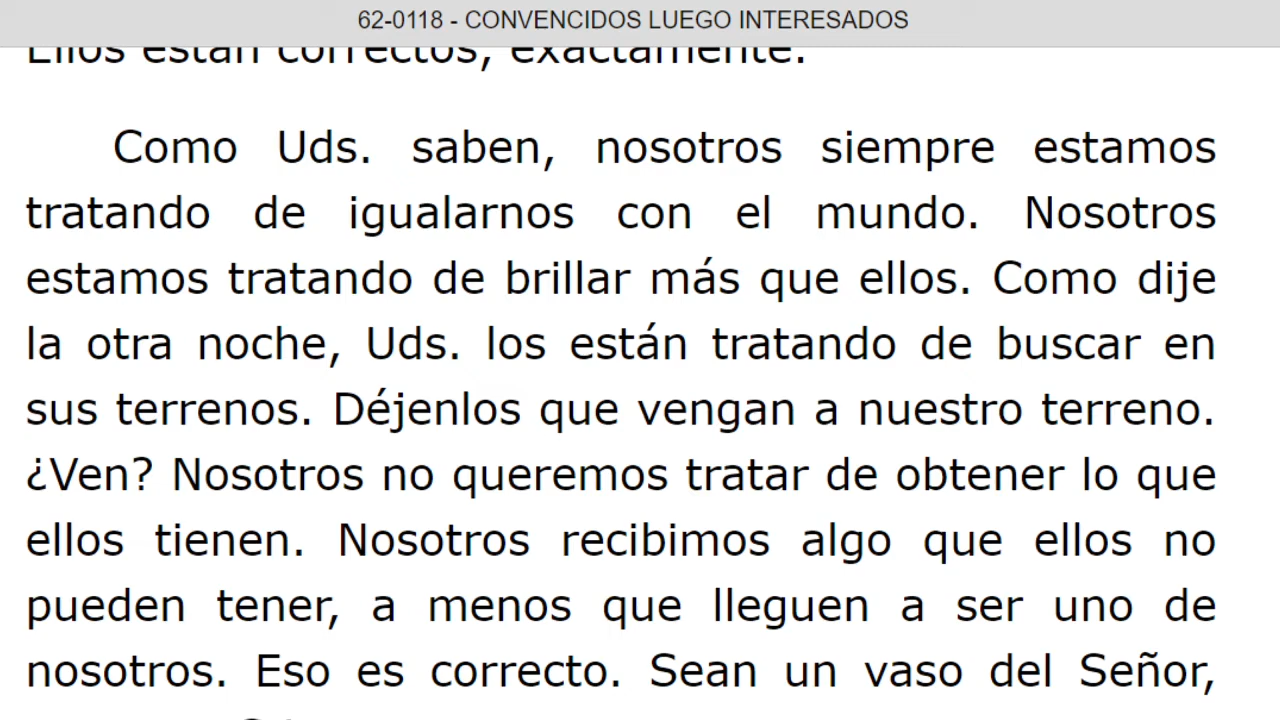 62-0118 - CONVENCIDOS LUEGO INTERESADOS
Ellos están correctos, exactamente.
Como Uds. saben, nosotros siempre estamos
tratando de igualarnos con el mundo. Nosotros
estamos tratando de brillar más que ellos. Como dije
la otra noche, Uds. los están tratando de buscar en
sus terrenos. Déjenlos que vengan a nuestro terreno.
¿Ven? Nosotros no queremos tratar de obtener lo que
ellos tienen. Nosotros recibimos algo que ellos no
pueden tener, a menos que lleguen a ser uno de
nosotros. Eso es correcto. Sean un vaso del Señor,